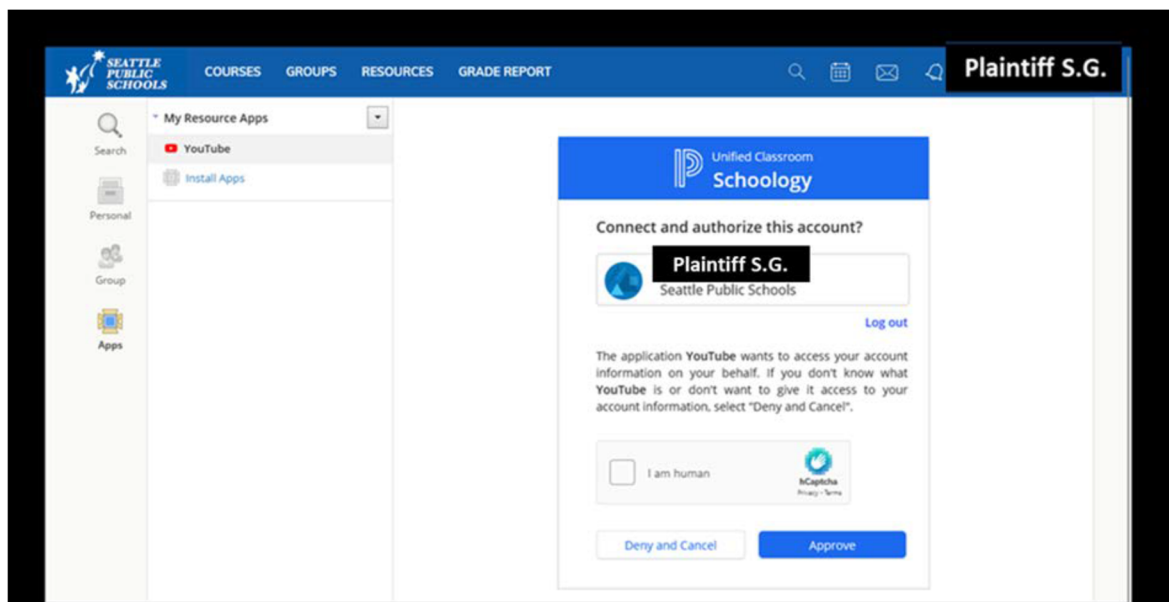 SEATTLE
PUBLIC
SCHOOLS
COURSES GROUPS RESOURCES GRADE REPORT
Plaintiff S.G.
Search
Personal
Group
Apps
My Resource Apps
YouTube
Install Apps
Unified Classroom
Schoology
Connect and authorize this account?
Plaintiff S.G.
Seattle Public Schools
Log out
The application YouTube wants to access your account
information on your behalf. If you don't know what
YouTube is or don't want to give it access to your
account information, select "Deny and Cancel".
I am human
hCaptcha
Privacy - Terms
Deny and Cancel
Approve